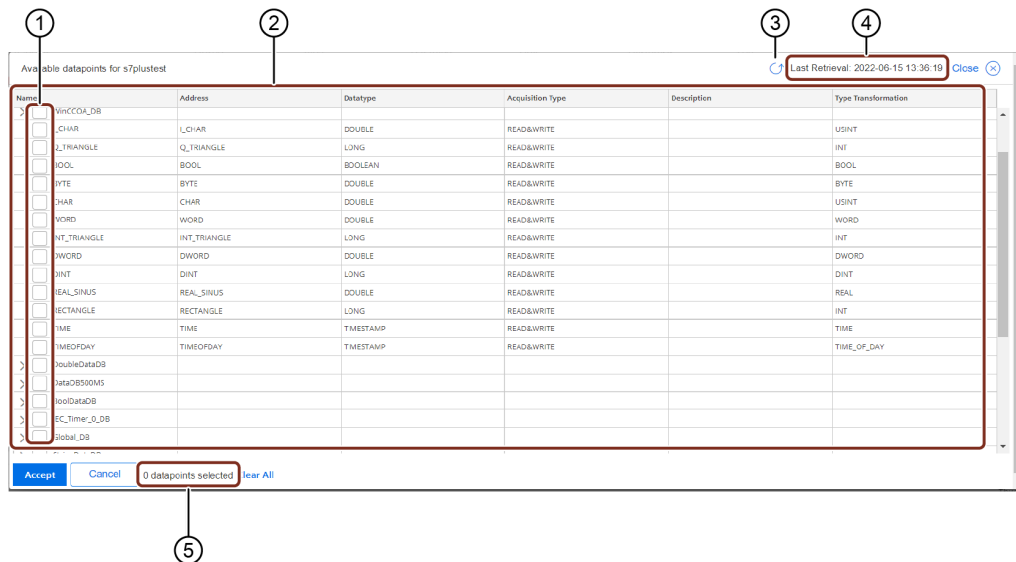 1 2 3 4
Available datapoints for s7plustest Last Retrieval: 2022-06-15 13:36:19 Close
Name Address Datatype Acquisition Type Description Type Transformation
WinCCOA_DB
_CHAR I_CHAR DOUBLE READ&WRITE USINT
Q_TRIANGLE Q_TRIANGLE LONG READ&WRITE INT
BOOL BOOL BOOLEAN READ&WRITE BOOL
BYTE BYTE DOUBLE READ&WRITE BYTE
CHAR CHAR DOUBLE READ&WRITE USINT
WORD WORD DOUBLE READ&WRITE WORD
NT_TRIANGLE INT_TRIANGLE LONG READ&WRITE INT
DWORD DWORD DOUBLE READ&WRITE DWORD
DINT DINT LONG READ&WRITE DINT
REAL_SINUS REAL_SINUS DOUBLE READ&WRITE REAL
RECTANGLE RECTANGLE LONG READ&WRITE INT
TIME TIME TIMESTAMP READ&WRITE TIME
TIMEOFDAY TIMEOFDAY TIMESTAMP READ&WRITE TIME_OF_DAY
DoubleDataDB
DataDB500MS
BoolDataDB
EC_Timer_0_DB
Global_DB
Accept Cancel 0 datapoints selected Clear All
5